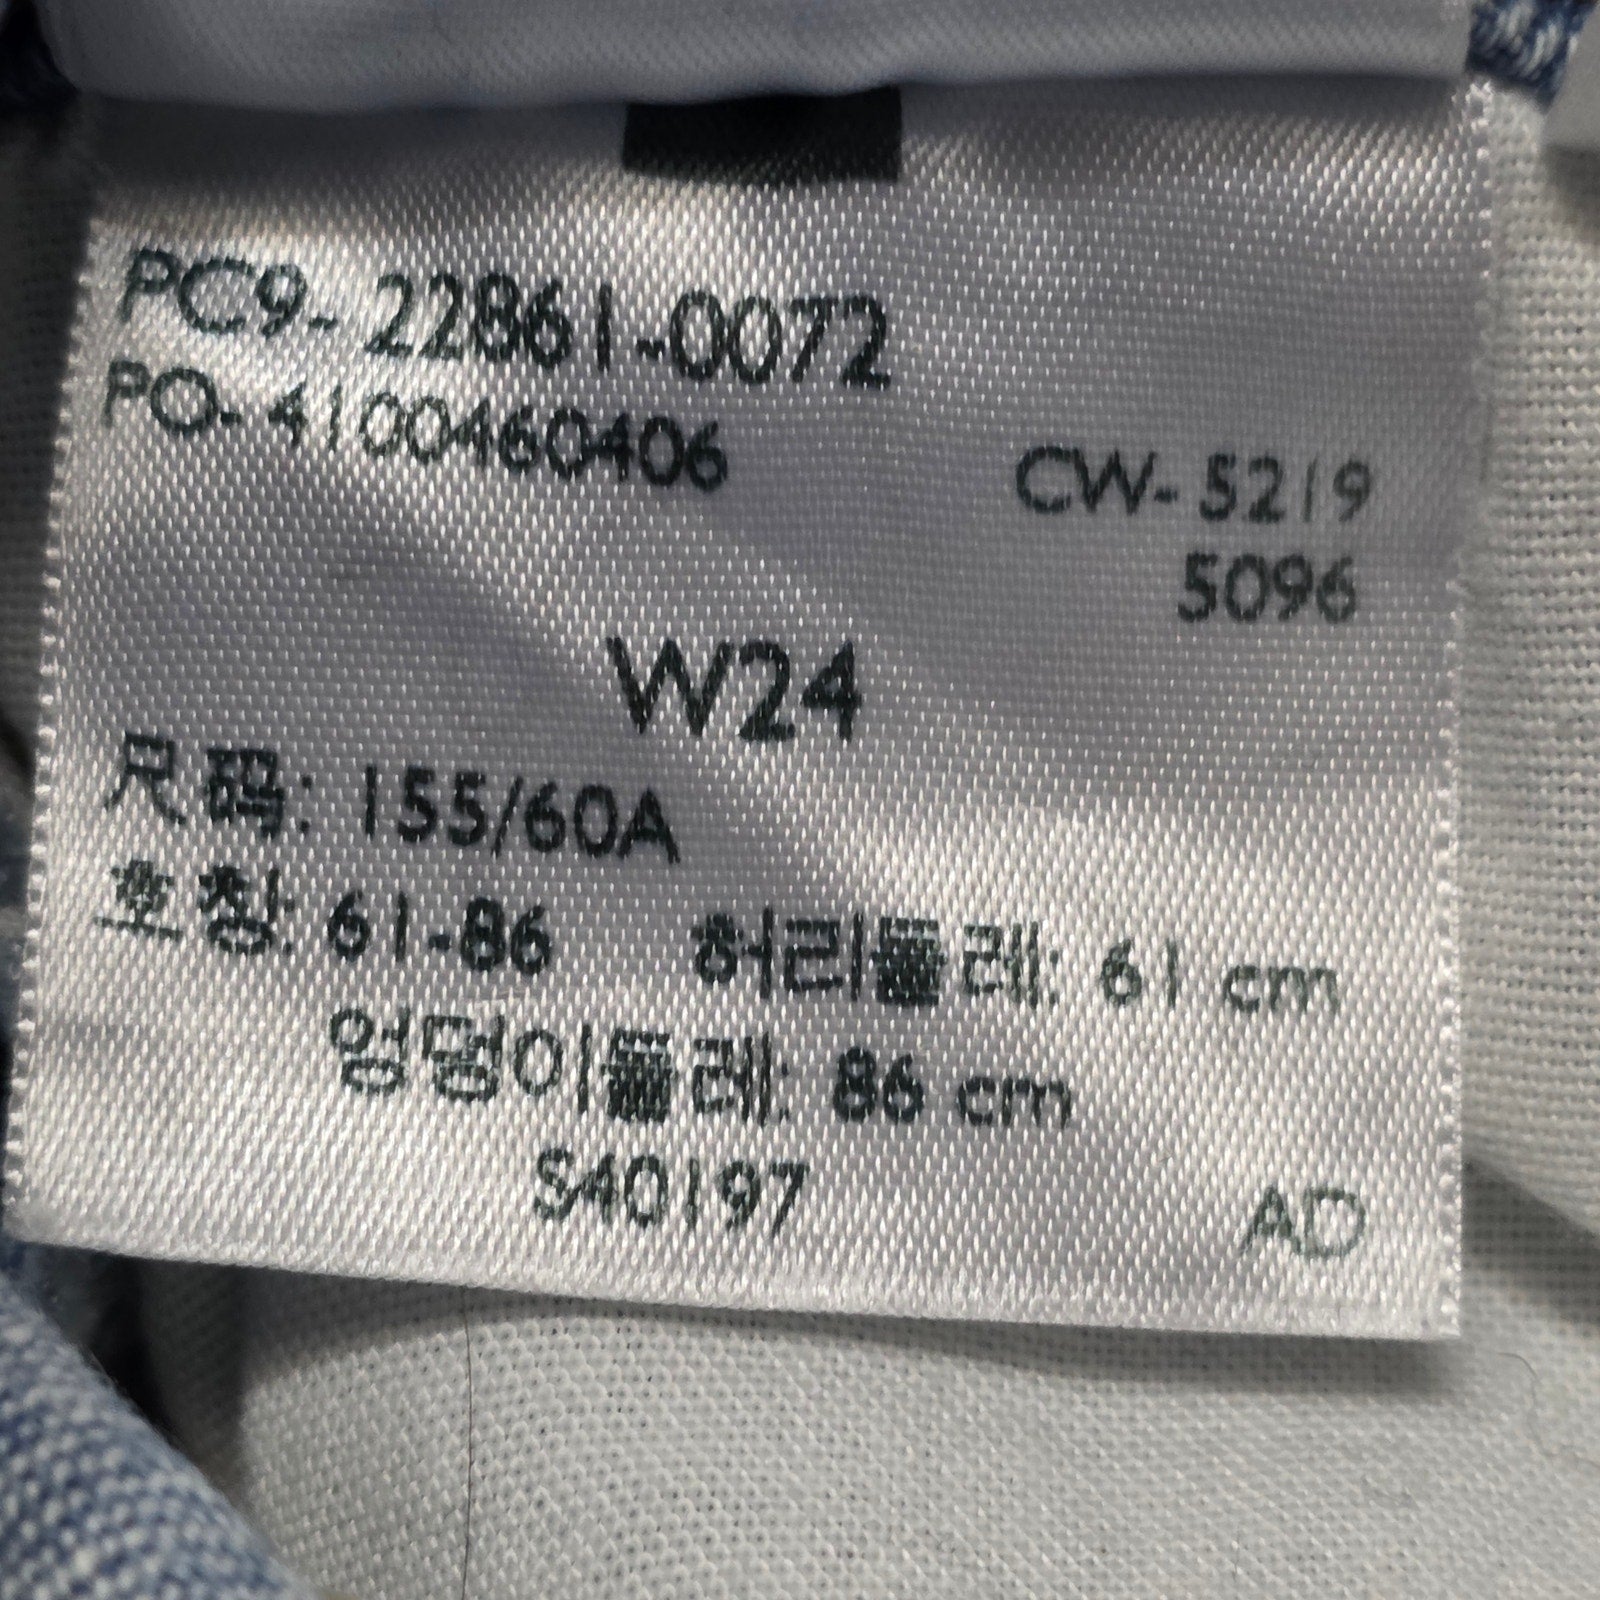 PC9-22861-0072
PO-4100460406
CW-5219
5096
W24
尺码: 155/60A
호칭: 61-86 허리둘레: 61 cm
엉덩이둘레: 86 cm
S40197
AD